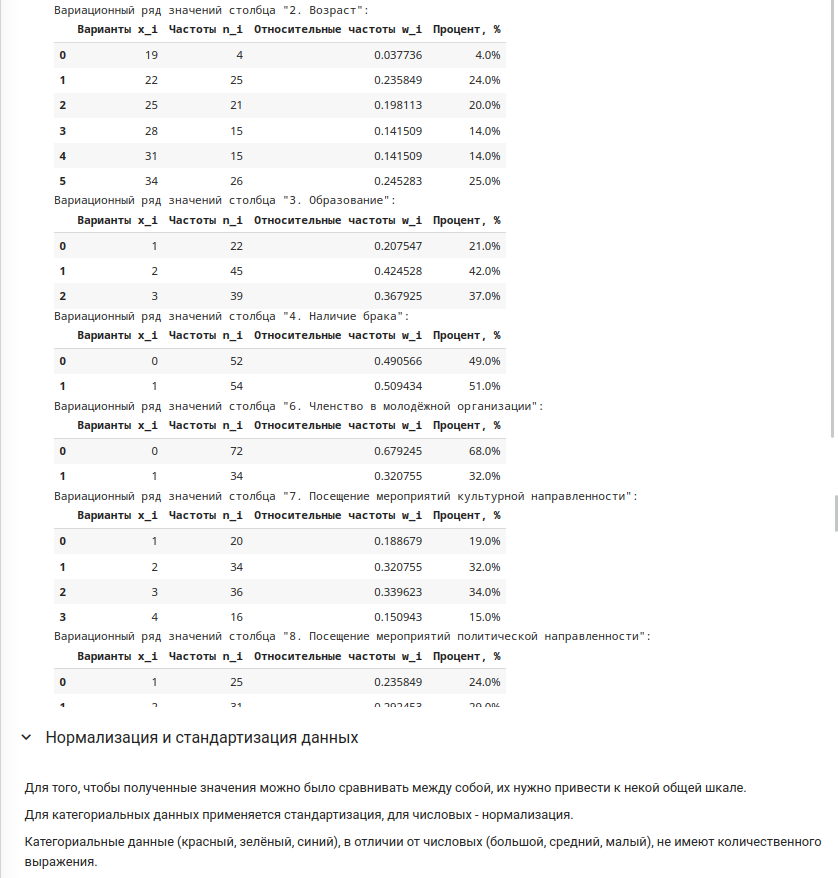 Вариационный ряд значений столбца "2. Возраст":
Варианты x_i Частоты n_i Относительные частоты w_i Процент, %
0 19 4 0.037736 4.0%
1 22 25 0.235849 24.0%
2 25 21 0.198113 20.0%
3 28 15 0.141509 14.0%
4 31 15 0.141509 14.0%
5 34 26 0.245283 25.0%
Вариационный ряд значений столбца "3. Образование":
Варианты x_i Частоты n_i Относительные частоты w_i Процент, %
0 1 22 0.207547 21.0%
1 2 45 0.424528 42.0%
2 3 39 0.367925 37.0%
Вариационный ряд значений столбца "4. Наличие брака":
Варианты x_i Частоты n_i Относительные частоты w_i Процент, %
0 0 52 0.490566 49.0%
1 1 54 0.509434 51.0%
Вариационный ряд значений столбца "6. Членство в молодёжной организации":
Варианты x_i Частоты n_i Относительные частоты w_i Процент, %
0 0 72 0.679245 68.0%
1 1 34 0.320755 32.0%
Вариационный ряд значений столбца "7. Посещение мероприятий культурной направленности":
Варианты x_i Частоты n_i Относительные частоты w_i Процент, %
0 1 20 0.188679 19.0%
1 2 34 0.320755 32.0%
2 3 36 0.339623 34.0%
3 4 16 0.150943 15.0%
Вариационный ряд значений столбца "8. Посещение мероприятий политической направленности":
Варианты x_i Частоты n_i Относительные частоты w_i Процент, %
0 1 25 0.235849 24.0%
1 2 31 0.292453 29.0%
Нормализация и стандартизация данных
Для того, чтобы полученные значения можно было сравнивать между собой, их нужно привести к некой общей шкале.
Для категориальных данных применяется стандартизация, для числовых - нормализация.
Категориальные данные (красный, зелёный, синий), в отличии от числовых (большой, средний, малый), не имеют количественного
выражения.